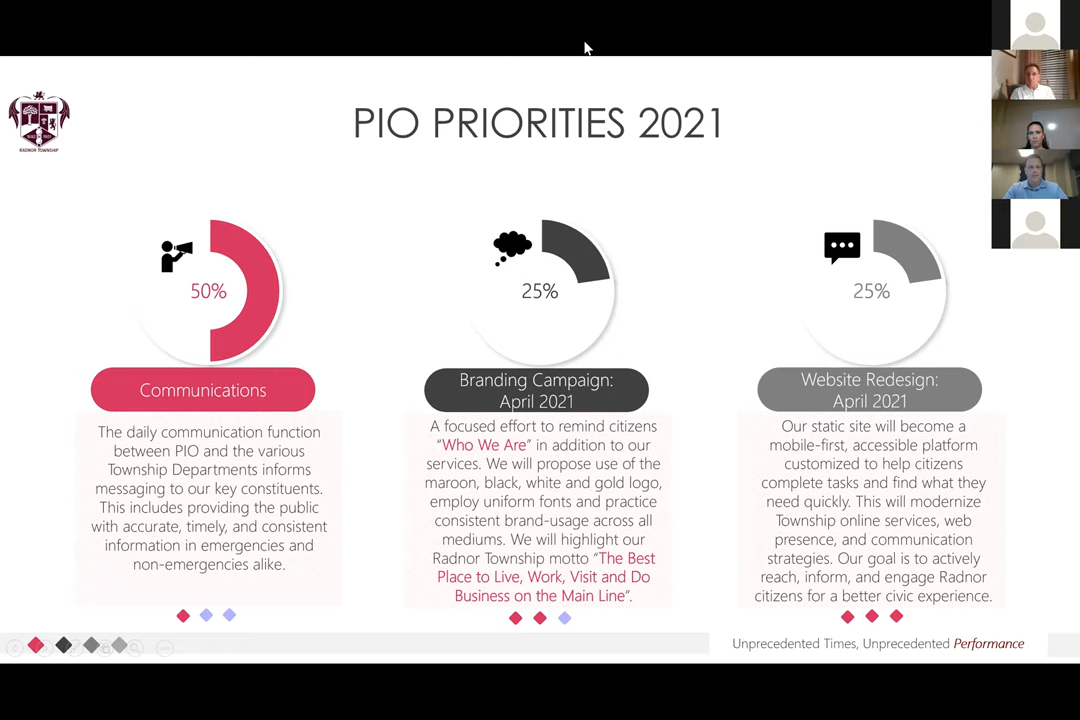 PIO PRIORITIES 2021
RADNOR TOWNSHIP
50%
Communications
The daily communication function
between PIO and the various
Township Departments informs
messaging to our key constituents.
This includes providing the public
with accurate, timely, and consistent
information in emergencies and
non-emergencies alike.
25%
Branding Campaign:
April 2021
A focused effort to remind citizens
“Who We Are” in addition to our
services. We will propose use of the
maroon, black, white and gold logo,
employ uniform fonts and practice
consistent brand-usage across all
mediums. We will highlight our
Radnor Township motto “The Best
Place to Live, Work, Visit and Do
Business on the Main Line”.
25%
Website Redesign:
April 2021
Our static site will become a
mobile-first, accessible platform
customized to help citizens
complete tasks and find what they
need quickly. This will modernize
Township online services, web
presence, and communication
strategies. Our goal is to actively
reach, inform, and engage Radnor
citizens for a better civic experience.
Unprecedented Times, Unprecedented Performance